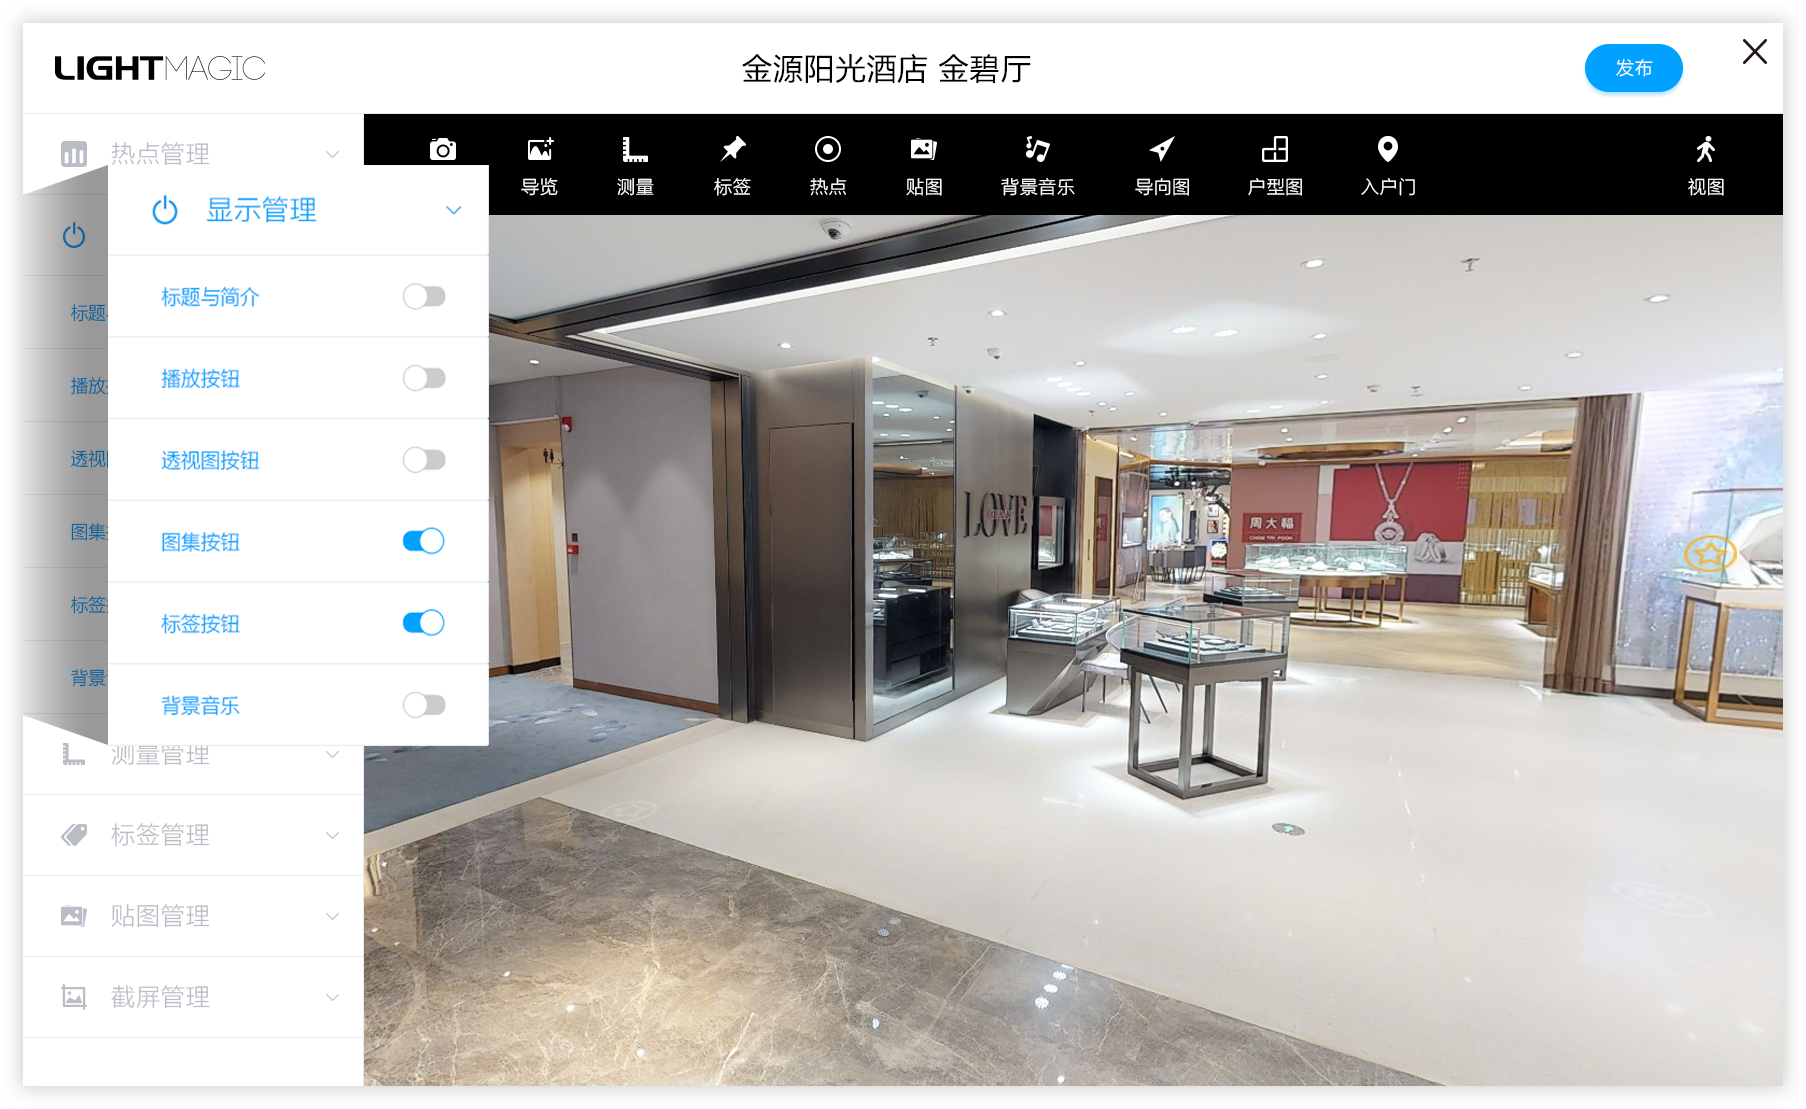 LIGHTMAGIC
金源阳光酒店 金碧厅
发布
导览
测量
标签
热点
贴图
背景音乐
导向图
户型图
入户门
视图
热点管理
显示管理
标题与简介
播放按钮
透视图按钮
图集按钮
标签按钮
背景音乐
标题
播放
透视
图集
标签
背景
测量管理
标签管理
贴图管理
截屏管理
LOVE
周大福
CHOW TAI FOOK